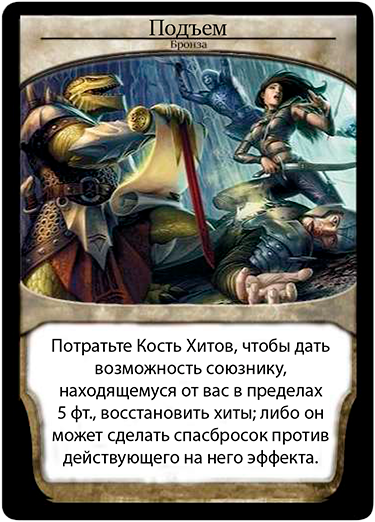 Подъем
Бронза
Потратьте Кость Хитов, чтобы дать
возможность союзнику,
находящемуся от вас в пределах
5 фт., восстановить хиты; либо он
может сделать спасбросок против
действующего на него эффекта.